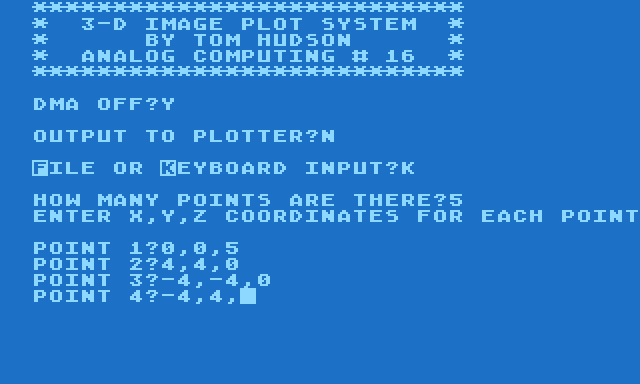 ***************************
*  3-D IMAGE PLOT SYSTEM  *
*      BY TOM HUDSON      *
*  ANALOG COMPUTING # 16  *
***************************
DMA OFF?Y
OUTPUT TO PLOTTER?N
FILE OR KEYBOARD INPUT?K
HOW MANY POINTS ARE THERE?5
ENTER X,Y,Z COORDINATES FOR EACH POINT
POINT 1?0,0,5
POINT 2?4,4,0
POINT 3?-4,-4,0
POINT 4?-4,4,